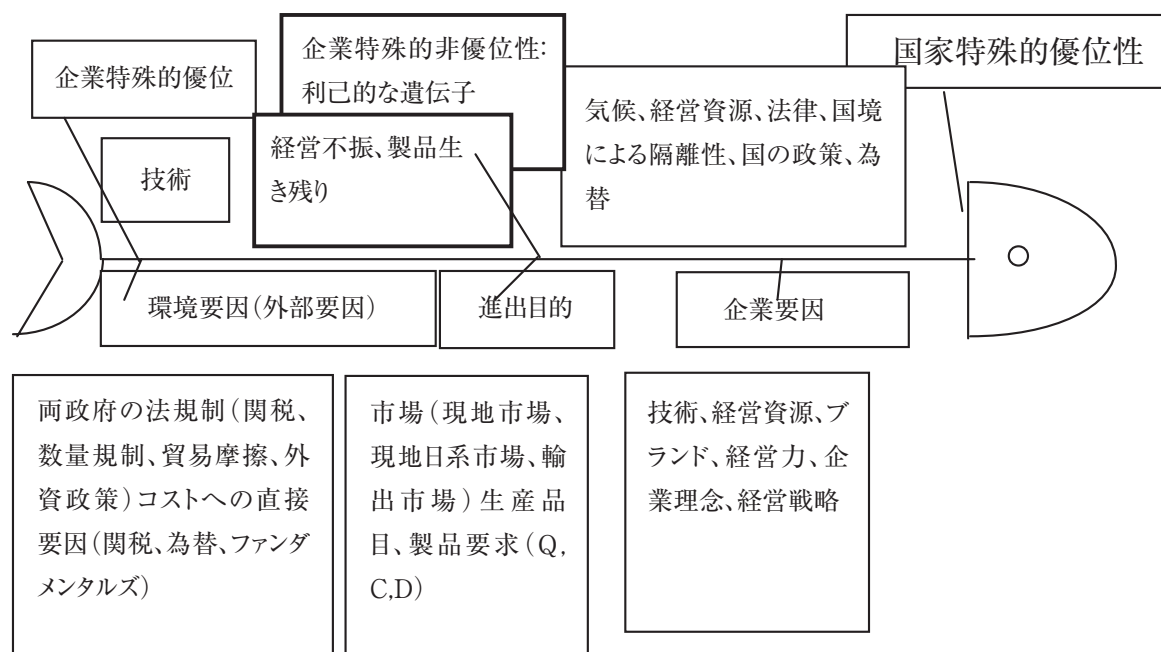 企業特殊的優位
技術
企業特殊的非優位性:
利己的な遺伝子
経営不振、製品生
き残り
気候、経営資源、法律、国境
による隔離性、国の政策、為
替
国家特殊的優位性
環境要因(外部要因)
進出目的
企業要因
両政府の法規制(関税、
数量規制、貿易摩擦、外
資政策)コストへの直接
要因(関税、為替、ファンダ
メンタルズ)
市場(現地市場、
現地日系市場、輸
出市場)生産品
目、製品要求(Q,
C,D)
技術、経営資源、ブ
ランド、経営力、企
業理念、経営戦略